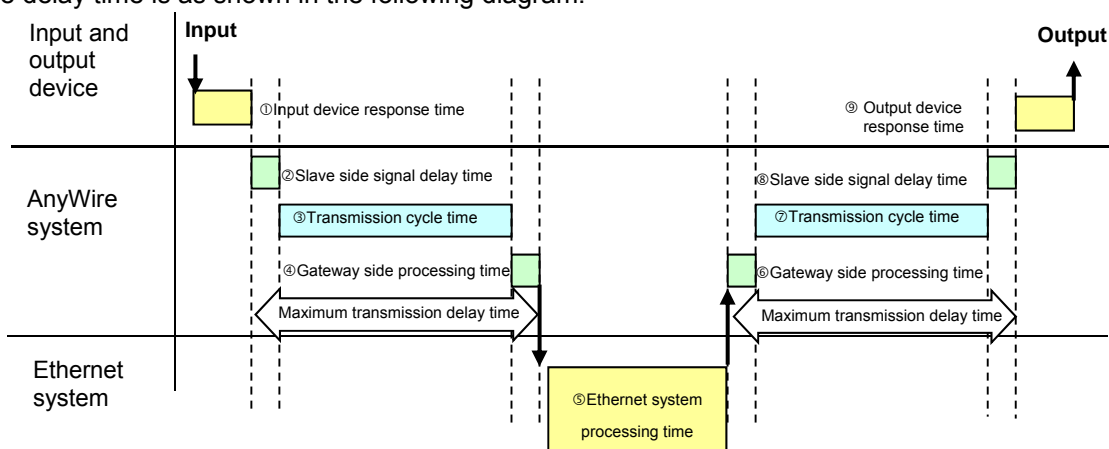 e delay time is as shown in the following diagram.
Input and
output
device
Input
Output
①Input device response time
⑨ Output device
response time
AnyWire
system
②Slave side signal delay time
⑧Slave side signal delay time
③Transmission cycle time
⑦Transmission cycle time
④Gateway side processing time
⑥Gateway side processing time
Maximum transmission delay time
Maximum transmission delay time
Ethernet
system
⑤Ethernet system
processing time